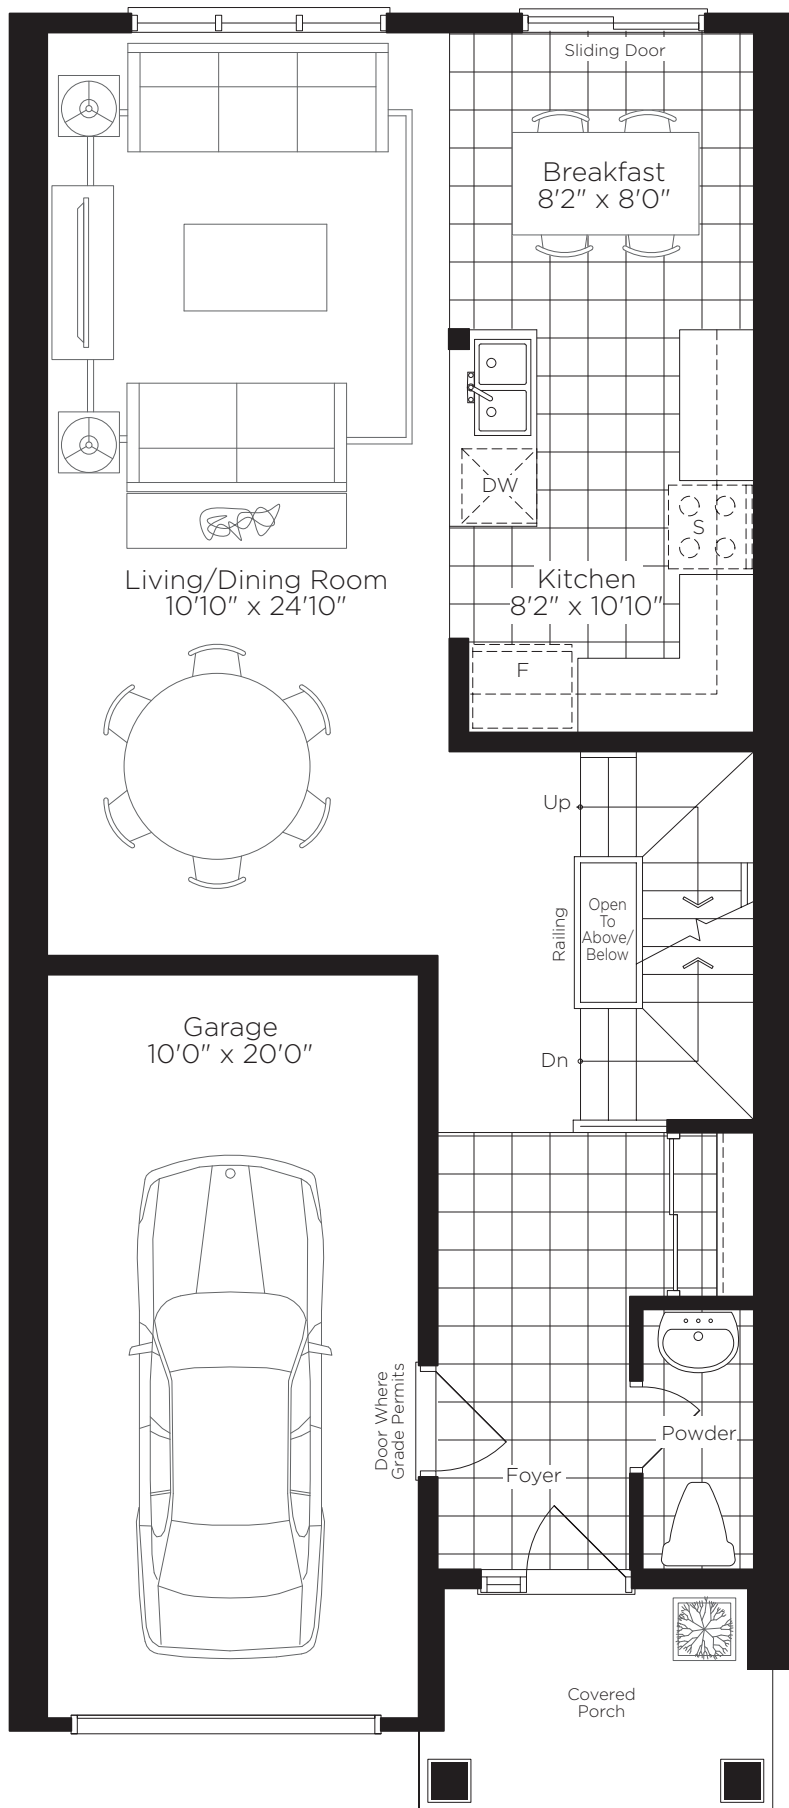 Sliding Door
Breakfast
8'2" x 8'0"
DW
S
Living/Dining Room
10'10" x 24'10"
Kitchen
8'2" x 10'10"
F
Up
Open
To
Above/
Below
Railing
Garage
10'0" x 20'0"
Dn
Door Where
Grade Permits
Powder
Foyer
Covered
Porch